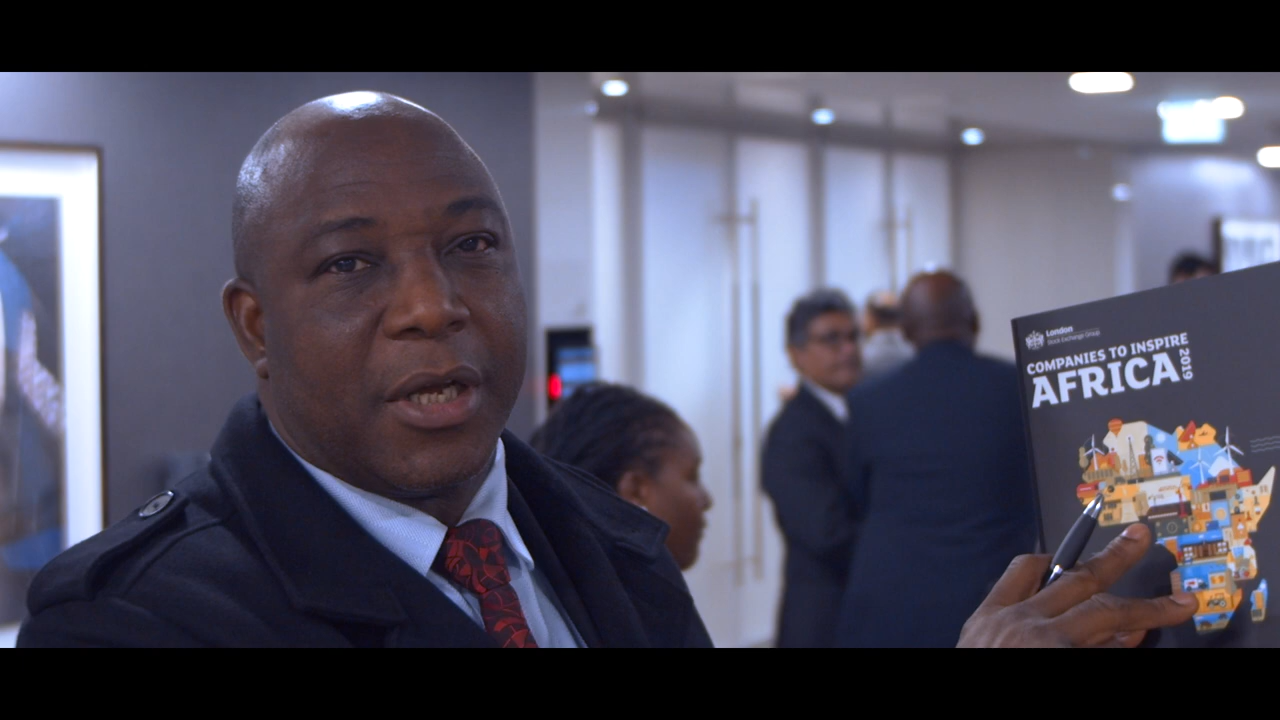 London
Stock Exchange Group
COMPANIES TO INSPIRE
AFRICA
2019